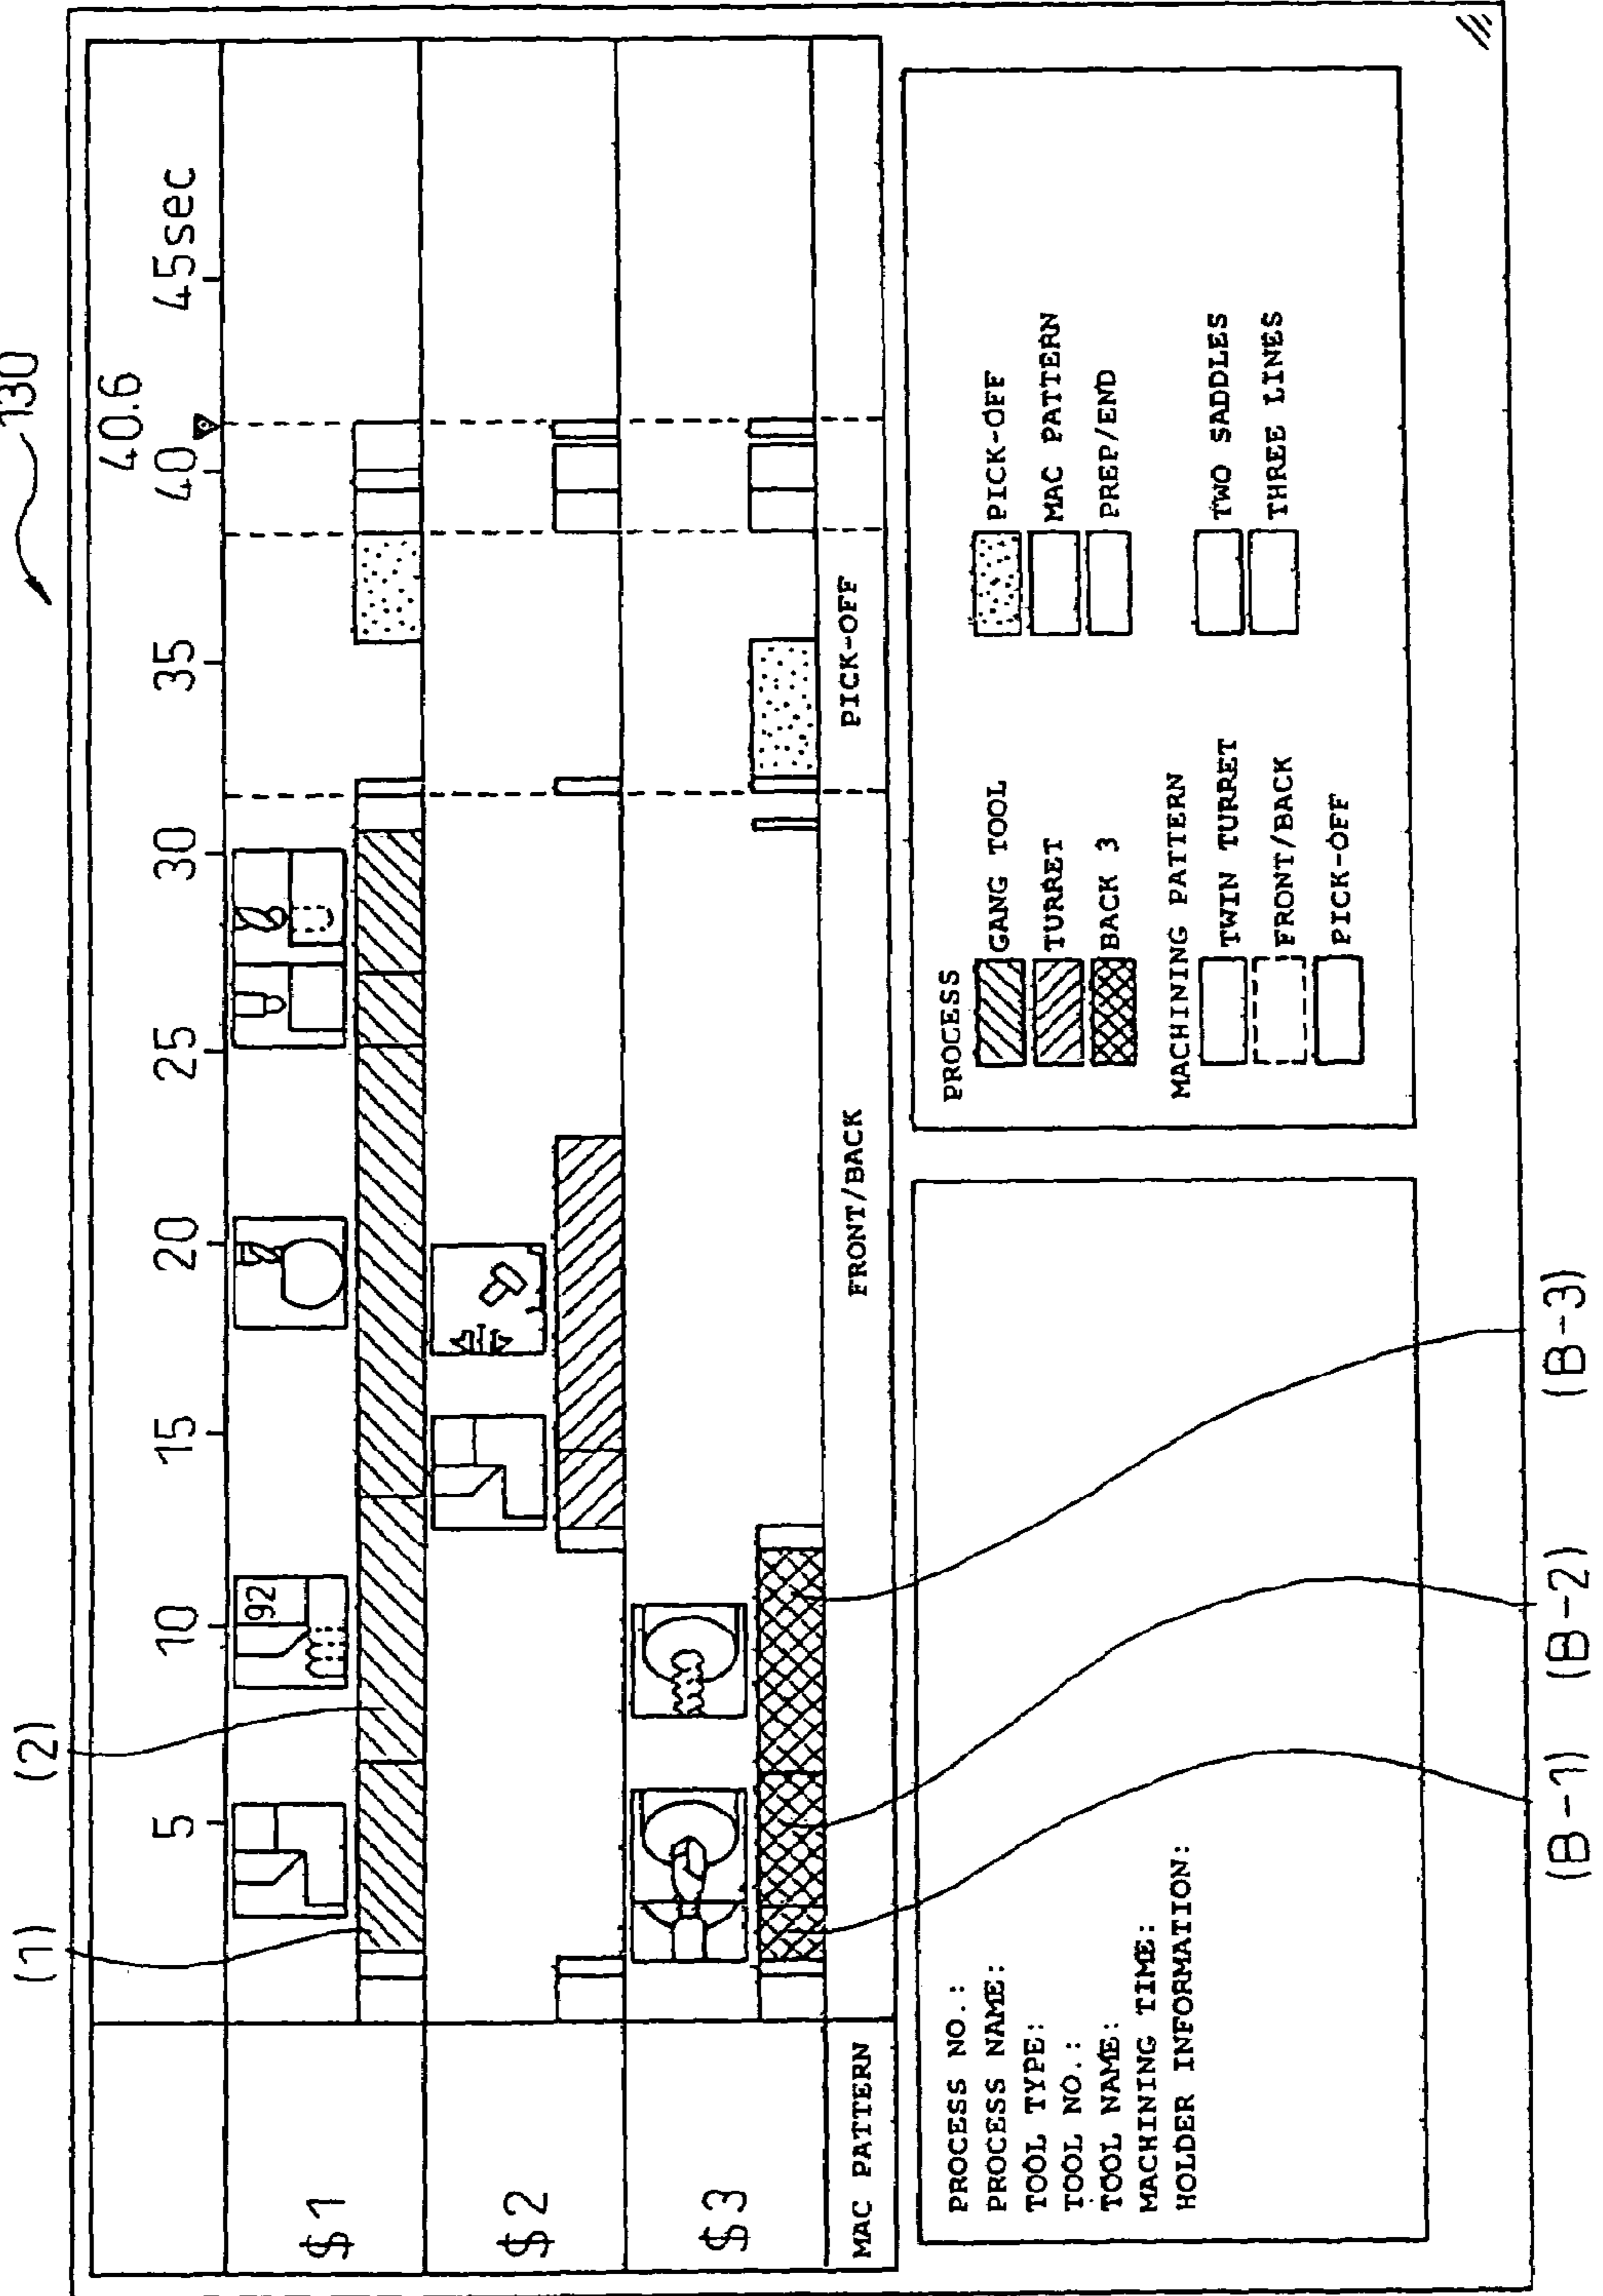 130
(1) (2)
40.6
5 10 15 20 25 30 35 40 45sec
$1
92
$2
$3
MAC PATTERN FRONT/BACK PICK-OFF
PROCESS NO.:
PROCESS NAME:
TOOL TYPE:
TOOL NO.:
TOOL NAME:
MACHINING TIME:
HOLDER INFORMATION:
PROCESS
GANG TOOL PICK-OFF
TURRET MAC PATTERN
BACK 3 PREP/END
MACHINING PATTERN
TWIN TURRET TWO SADDLES
FRONT/BACK THREE LINES
PICK-OFF
(B-1) (B-2) (B-3)